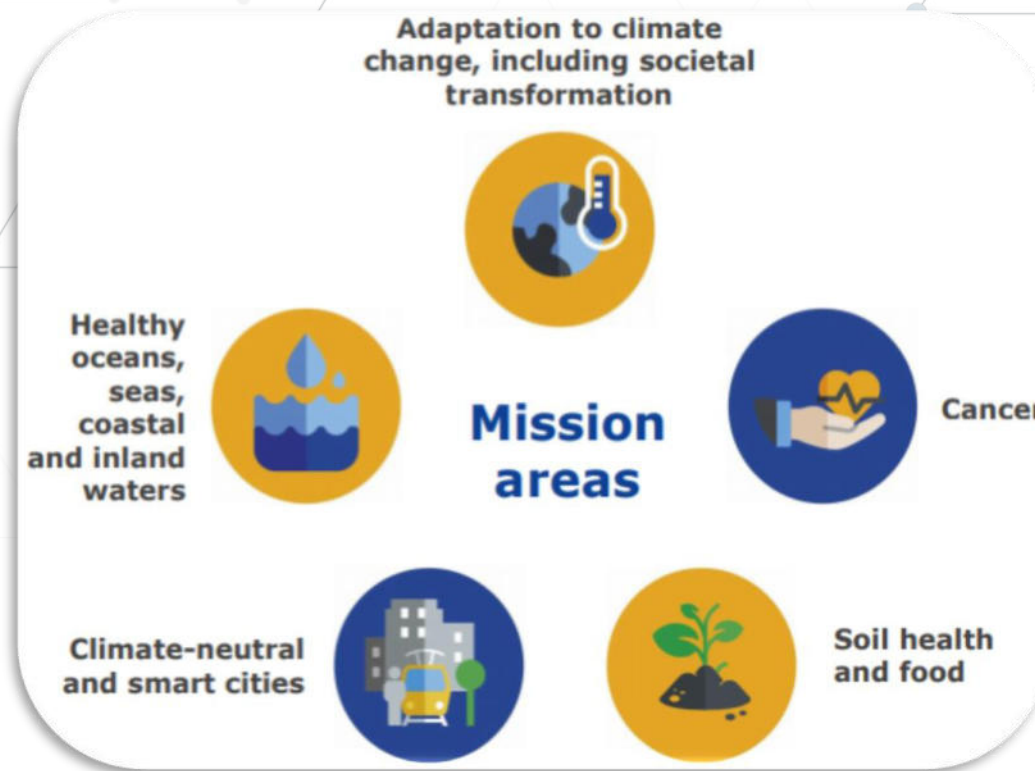 Adaptation to climate
change, including societal
transformation
Healthy
oceans,
seas,
coastal
and inland
waters
Mission
areas
Cancer
Climate-neutral
and smart cities
Soil health
and food